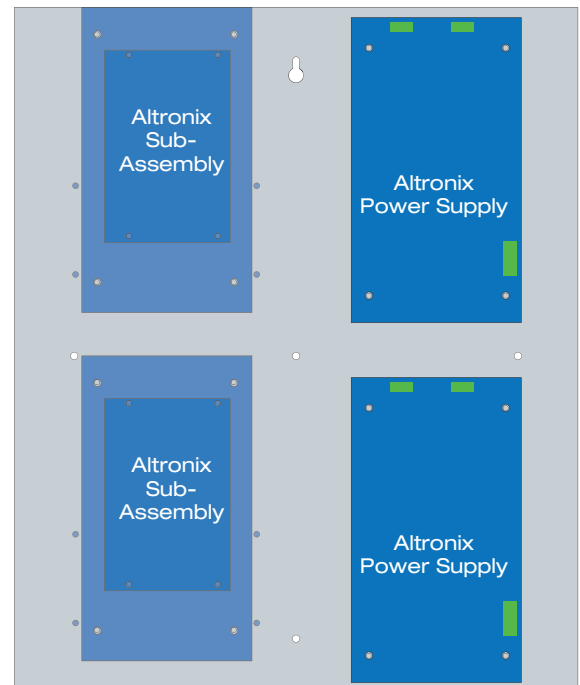 Altronix
Sub-
Assembly
Altronix
Power Supply
Altronix
Sub-
Assembly
Altronix
Power Supply